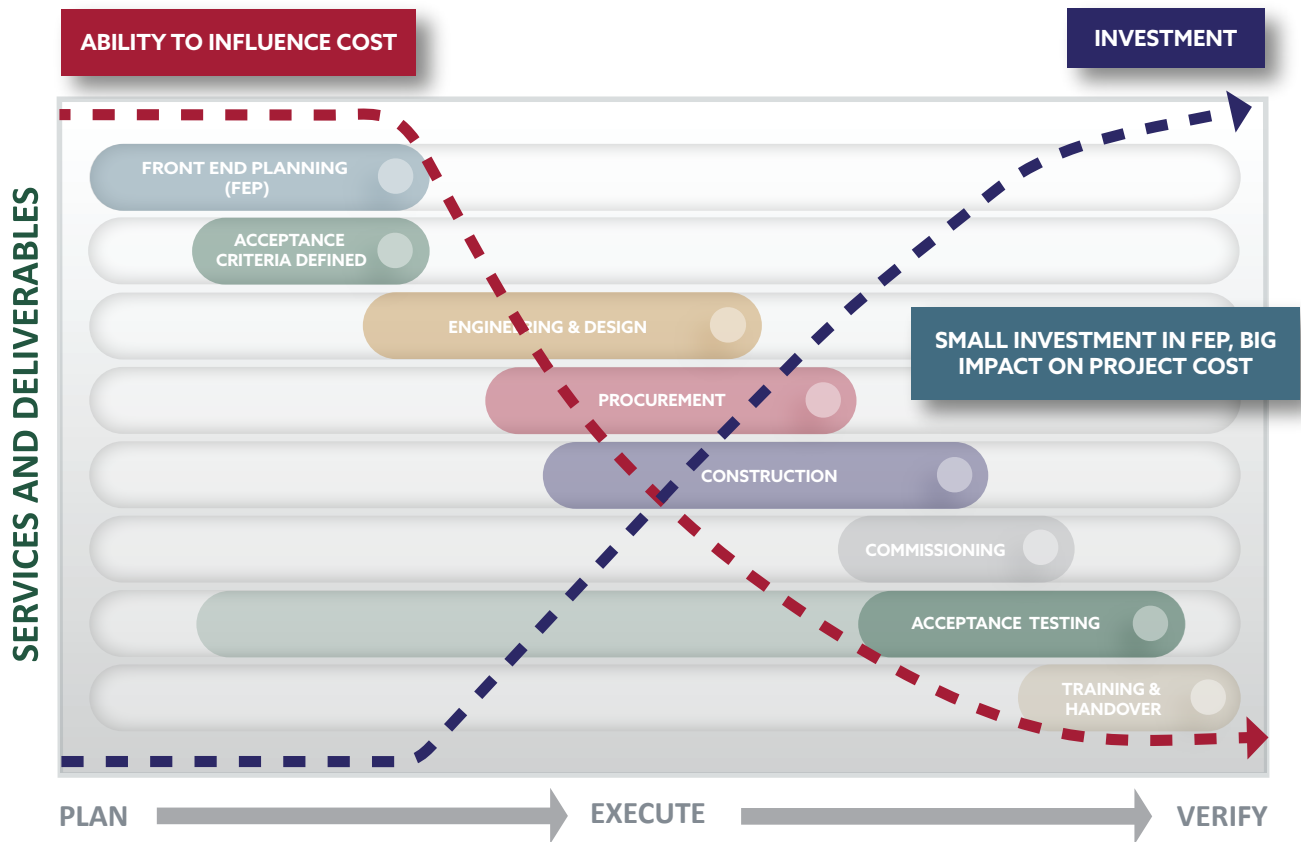 ABILITY TO INFLUENCE COST
INVESTMENT
SERVICES AND DELIVERABLES
FRONT END PLANNING
(FEP)
ACCEPTANCE
CRITERIA DEFINED
ENGINEERING & DESIGN
SMALL INVESTMENT IN FEP, BIG
IMPACT ON PROJECT COST
PROCUREMENT
CONSTRUCTION
COMMISSIONING
ACCEPTANCE TESTING
TRAINING &
HANDOVER
PLAN
EXECUTE
VERIFY